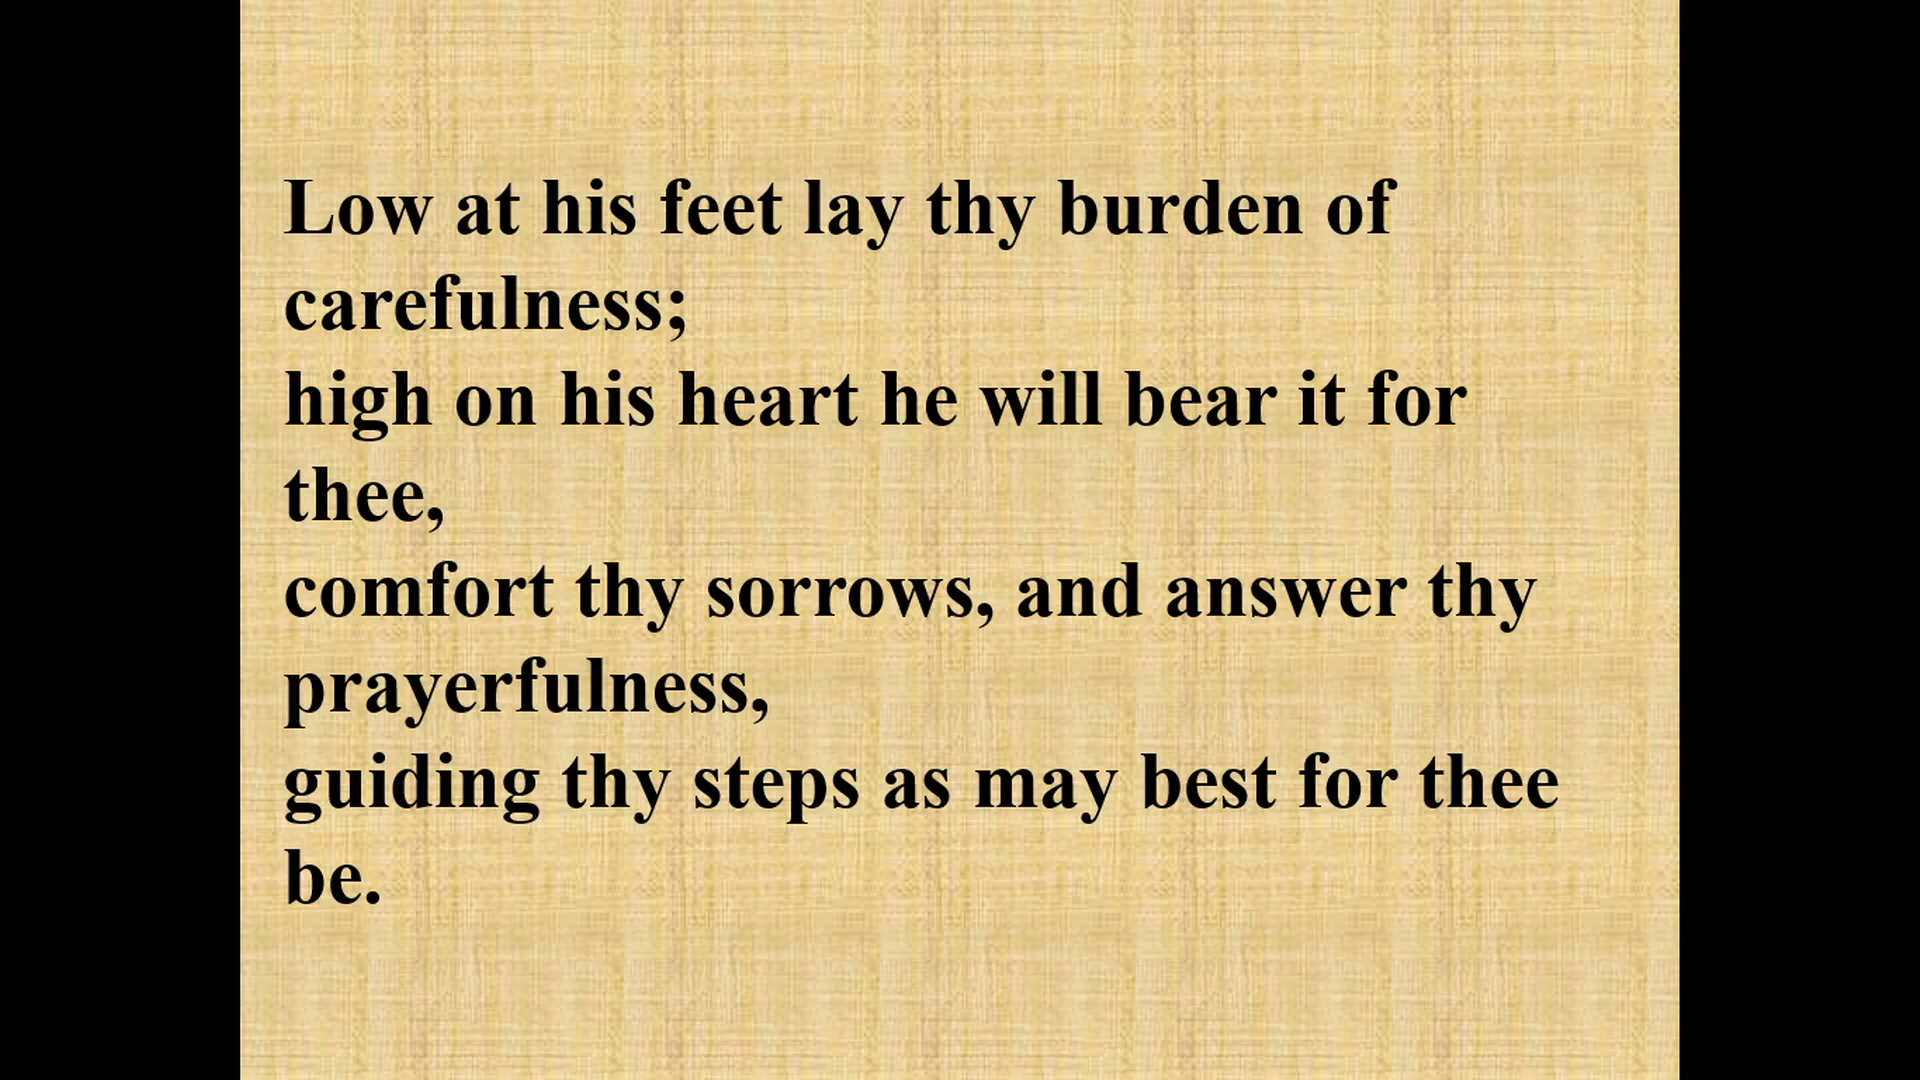 Low at his feet lay thy burden of
carefulness;
high on his heart he will bear it for
thee,
comfort thy sorrows, and answer thy
prayerfulness,
guiding thy steps as may best for thee
be.